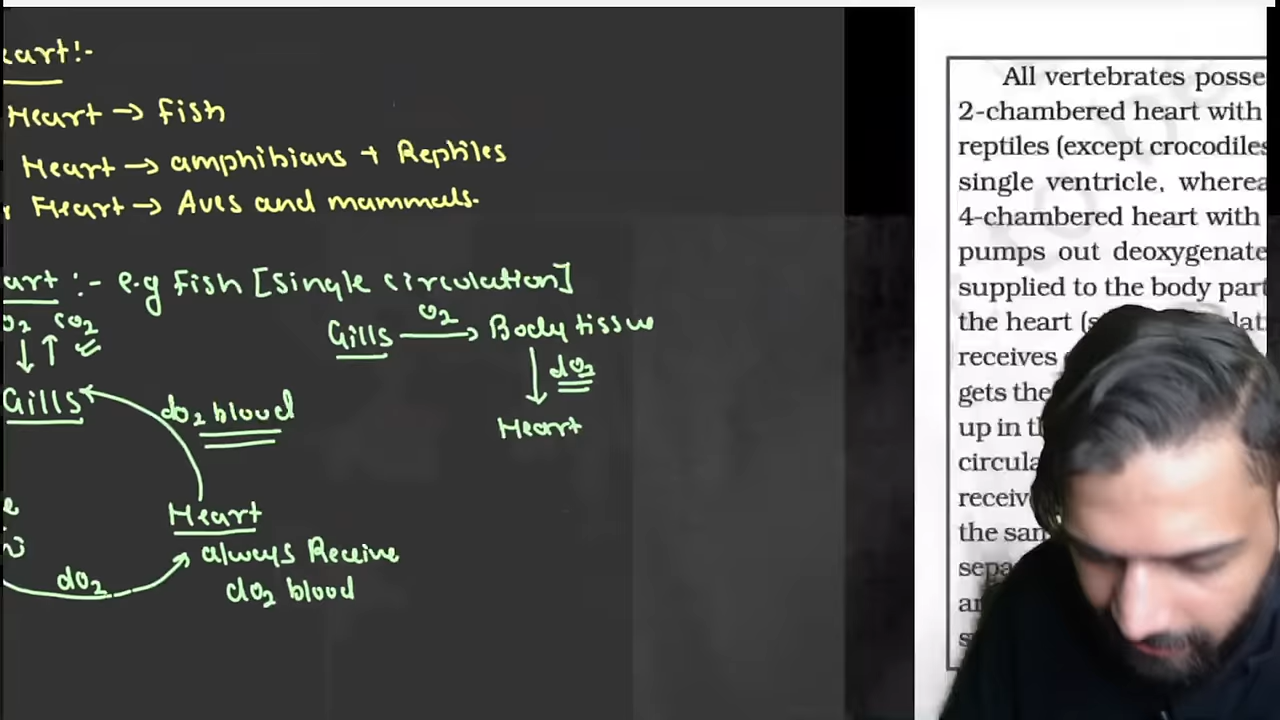 eart:-
Heart → Fish
Heart → amphibians + Reptiles
r Heart → Aves and mammals.
art :- e.g Fish [single circulation]
O2 CO2
Gills O2 Body tissue
dO2
Heart
Gills
dO2 blood
Heart
always Receive
dO2 blood
dO2
All vertebrates posse
2-chambered heart with
reptiles (except crocodiles
single ventricle, wherea
4-chambered heart with
pumps out deoxygenate
supplied to the body part
the heart (s
receives
gets the
up in t
circula
receiv
the sam
sepa